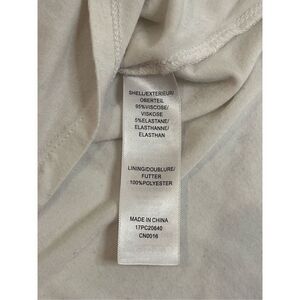 SHELL/EXTERIEUR/
OBERTEIL
95%VISCOSE/
VISKOSE
5%ELASTANE/
ELASTHANNE/
ELASTHAN
LINING/DOUBLURE/
FUTTER
100%POLYESTER
MADE IN CHINA
17PC20640
CN0016